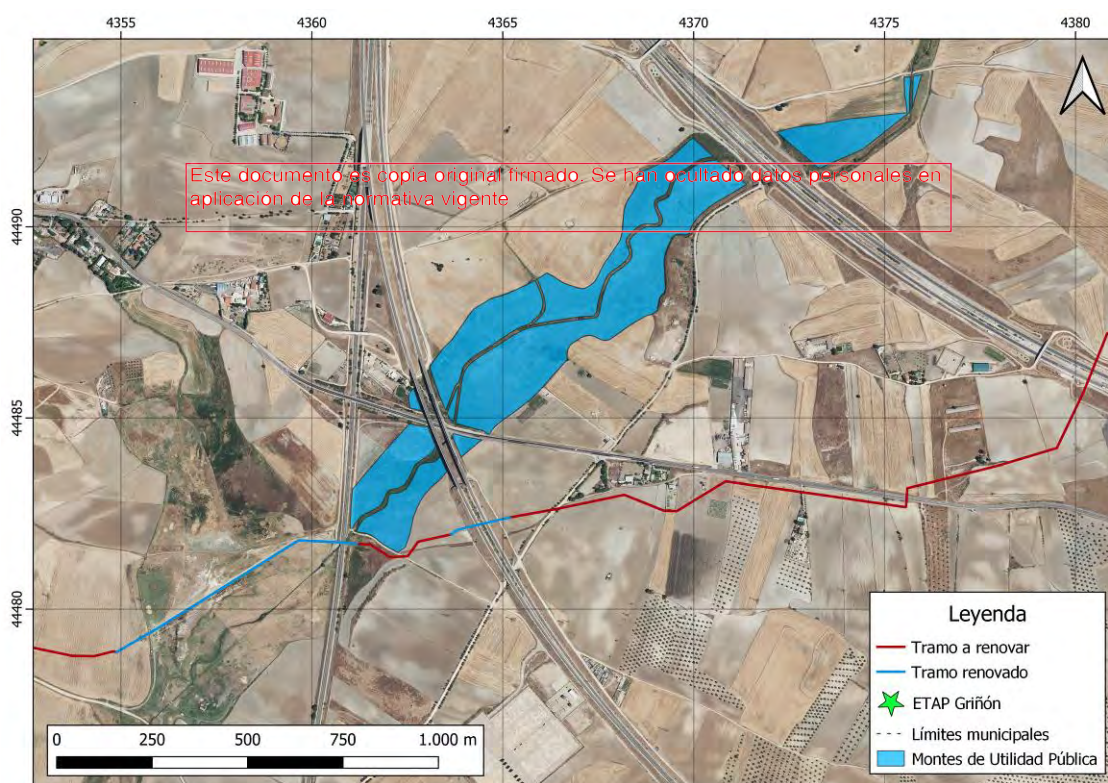 4355 4360 4365 4370 4375 4380
Este documento es copia original firmado. Se han ocultado datos personales en
aplicación de la normativa vigente
44490
44485
44480
Leyenda
Tramo a renovar
Tramo renovado
ETAP Griñón
Límites municipales
Montes de Utilidad Pública
0 250 500 750 1.000 m